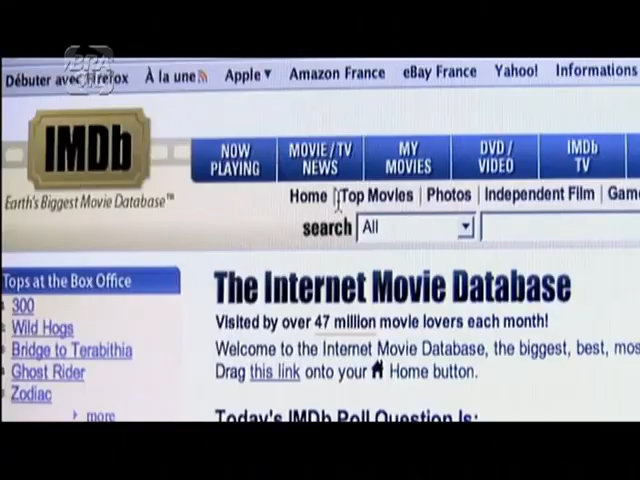 Débuter avec Firefox À la une Apple Amazon France eBay France Yahoo! Informations
IMDb
Earth's Biggest Movie Database™
NOW PLAYING
MOVIE/TV NEWS
MY MOVIES
DVD/ VIDEO
IMDb TV
Home | Top Movies | Photos | Independent Film | Gam
search All
Tops at the Box Office
300
Wild Hogs
Bridge to Terabithia
Ghost Rider
Zodiac
more
The Internet Movie Database
Visited by over 47 million movie lovers each month!
Welcome to the Internet Movie Database, the biggest, best, mos
Drag this link onto your Home button.
Today's IMDb Poll Question Is: